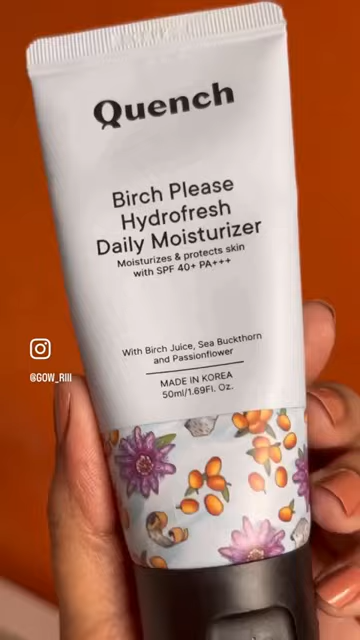 Quench
Birch Please
Hydrofresh
Daily Moisturizer
Moisturizes & protects skin
with SPF 40+ PA+++
With Birch Juice, Sea Buckthorn
and Passionflower
MADE IN KOREA
50ml/1.69Fl. Oz.
@GOW_RIII